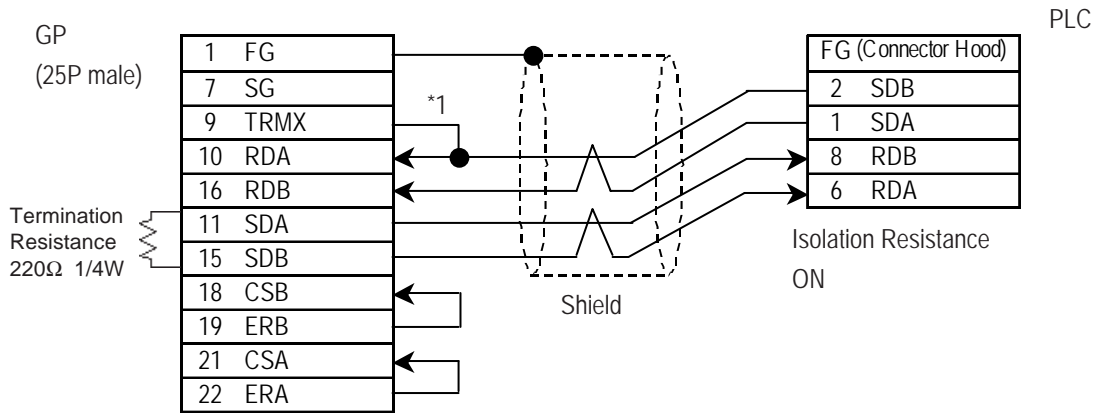 PLC
GP
(25P male)
1 FG
7 SG
9 TRMX
10 RDA
16 RDB
11 SDA
15 SDB
18 CSB
19 ERB
21 CSA
22 ERA
*1
Termination
Resistance
220Ω 1/4W
Shield
FG (Connector Hood)
2 SDB
1 SDA
8 RDB
6 RDA
Isolation Resistance
ON